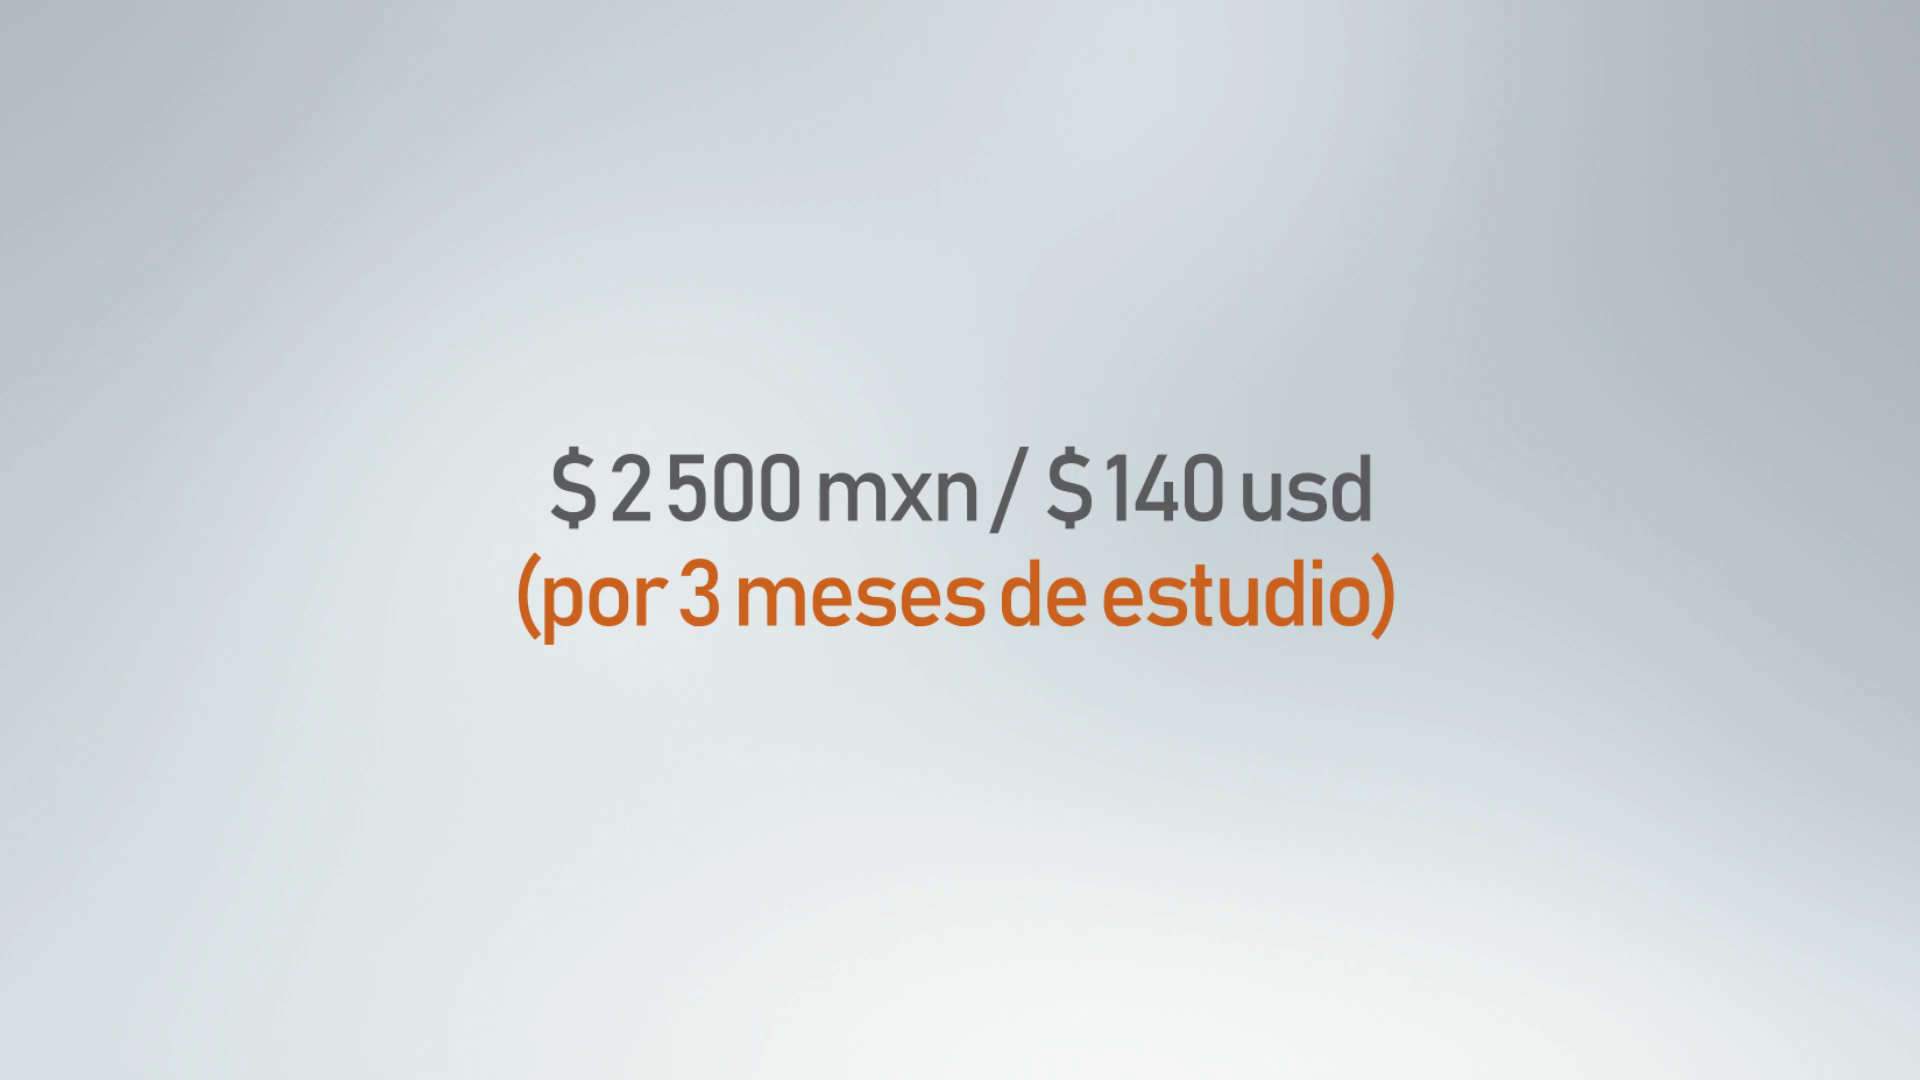 $ 2 500 mxn / $ 140 usd
(por 3 meses de estudio)